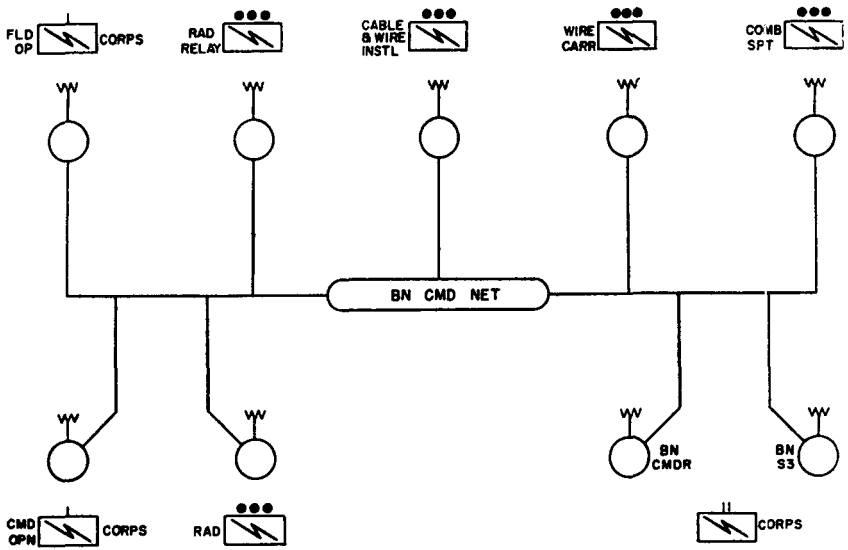 FLD
OP
CORPS
RAD
RELAY
CABLE
& WIRE
INSTL
WIRE
CARR
COMB
SPT
BN CMD NET
BN
CMDR
BN
S3
CMD
OPN
CORPS
RAD
CORPS